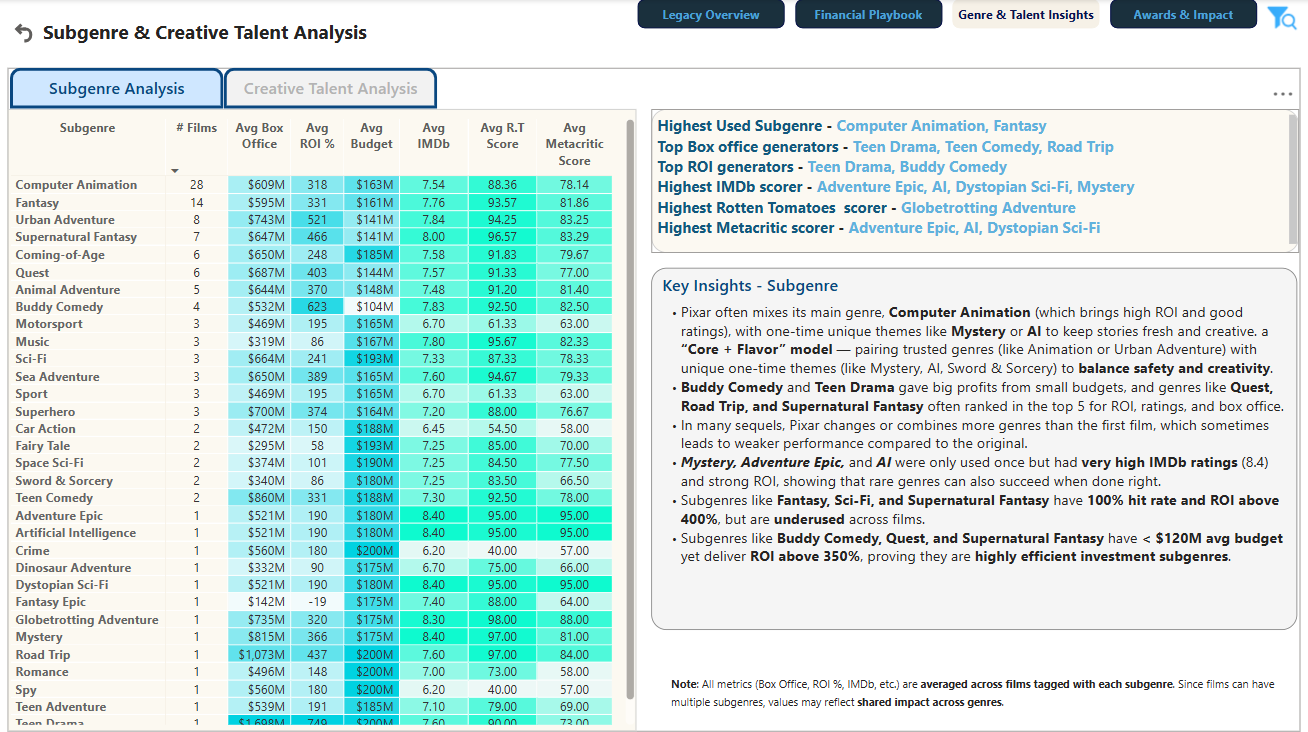 Legacy Overview
Financial Playbook
Genre & Talent Insights
Awards & Impact
Subgenre & Creative Talent Analysis
Subgenre Analysis
Creative Talent Analysis
Subgenre # Films Avg Box Office Avg ROI % Avg Budget Avg IMDb Avg R.T Score Avg Metacritic Score
Computer Animation 28 $609M 318 $163M 7.54 88.36 78.14
Fantasy 14 $595M 331 $161M 7.76 93.57 81.86
Urban Adventure 8 $743M 521 $141M 7.84 94.25 83.25
Supernatural Fantasy 7 $647M 466 $141M 8.00 96.57 83.29
Coming-of-Age 6 $650M 248 $185M 7.58 91.83 79.67
Quest 6 $687M 403 $144M 7.57 91.33 77.00
Animal Adventure 5 $644M 370 $148M 7.48 91.20 81.40
Buddy Comedy 4 $532M 623 $104M 7.83 92.50 82.50
Motorsport 3 $469M 195 $165M 6.70 61.33 63.00
Music 3 $319M 86 $167M 7.80 95.67 82.33
Sci-Fi 3 $664M 241 $193M 7.33 87.33 78.33
Sea Adventure 3 $650M 389 $165M 7.60 94.67 79.33
Sport 3 $469M 195 $165M 6.70 61.33 63.00
Superhero 3 $700M 374 $164M 7.20 88.00 76.67
Car Action 2 $472M 150 $188M 6.45 54.50 58.00
Fairy Tale 2 $295M 58 $193M 7.25 85.00 70.00
Space Sci-Fi 2 $374M 101 $190M 7.25 84.50 77.50
Sword & Sorcery 2 $340M 86 $180M 7.25 83.50 66.50
Teen Comedy 2 $860M 331 $188M 7.30 92.50 78.00
Adventure Epic 1 $521M 190 $180M 8.40 95.00 95.00
Artificial Intelligence 1 $521M 190 $180M 8.40 95.00 95.00
Crime 1 $560M 180 $200M 6.20 40.00 57.00
Dinosaur Adventure 1 $332M 90 $175M 6.70 75.00 66.00
Dystopian Sci-Fi 1 $521M 190 $180M 8.40 95.00 95.00
Fantasy Epic 1 $142M -19 $175M 7.40 88.00 64.00
Globetrotting Adventure 1 $735M 320 $175M 8.30 98.00 88.00
Mystery 1 $815M 366 $175M 8.40 97.00 81.00
Road Trip 1 $1,073M 437 $200M 7.60 97.00 84.00
Romance 1 $496M 148 $200M 7.00 73.00 58.00
Spy 1 $560M 180 $200M 6.20 40.00 57.00
Teen Adventure 1 $539M 191 $185M 7.10 79.00 69.00
Teen Drama 1 $1,698M 749 $200M 7.60 90.00 73.00
Highest Used Subgenre - Computer Animation, Fantasy
Top Box office generators - Teen Drama, Teen Comedy, Road Trip
Top ROI generators - Teen Drama, Buddy Comedy
Highest IMDb scorer - Adventure Epic, AI, Dystopian Sci-Fi, Mystery
Highest Rotten Tomatoes scorer - Globetrotting Adventure
Highest Metacritic scorer - Adventure Epic, AI, Dystopian Sci-Fi
Key Insights - Subgenre
• Pixar often mixes its main genre, Computer Animation (which brings high ROI and good
ratings), with one-time unique themes like Mystery or AI to keep stories fresh and creative. a
“Core + Flavor” model — pairing trusted genres (like Animation or Urban Adventure) with
unique one-time themes (like Mystery, AI, Sword & Sorcery) to balance safety and creativity.
• Buddy Comedy and Teen Drama gave big profits from small budgets, and genres like Quest,
Road Trip, and Supernatural Fantasy often ranked in the top 5 for ROI, ratings, and box office.
• In many sequels, Pixar changes or combines more genres than the first film, which sometimes
leads to weaker performance compared to the original.
• Mystery, Adventure Epic, and AI were only used once but had very high IMDb ratings (8.4)
and strong ROI, showing that rare genres can also succeed when done right.
• Subgenres like Fantasy, Sci-Fi, and Supernatural Fantasy have 100% hit rate and ROI above
400%, but are underused across films.
• Subgenres like Buddy Comedy, Quest, and Supernatural Fantasy have < $120M avg budget
yet deliver ROI above 350%, proving they are highly efficient investment subgenres.
Note: All metrics (Box Office, ROI %, IMDb, etc.) are averaged across films tagged with each subgenre. Since films can have
multiple subgenres, values may reflect shared impact across genres.